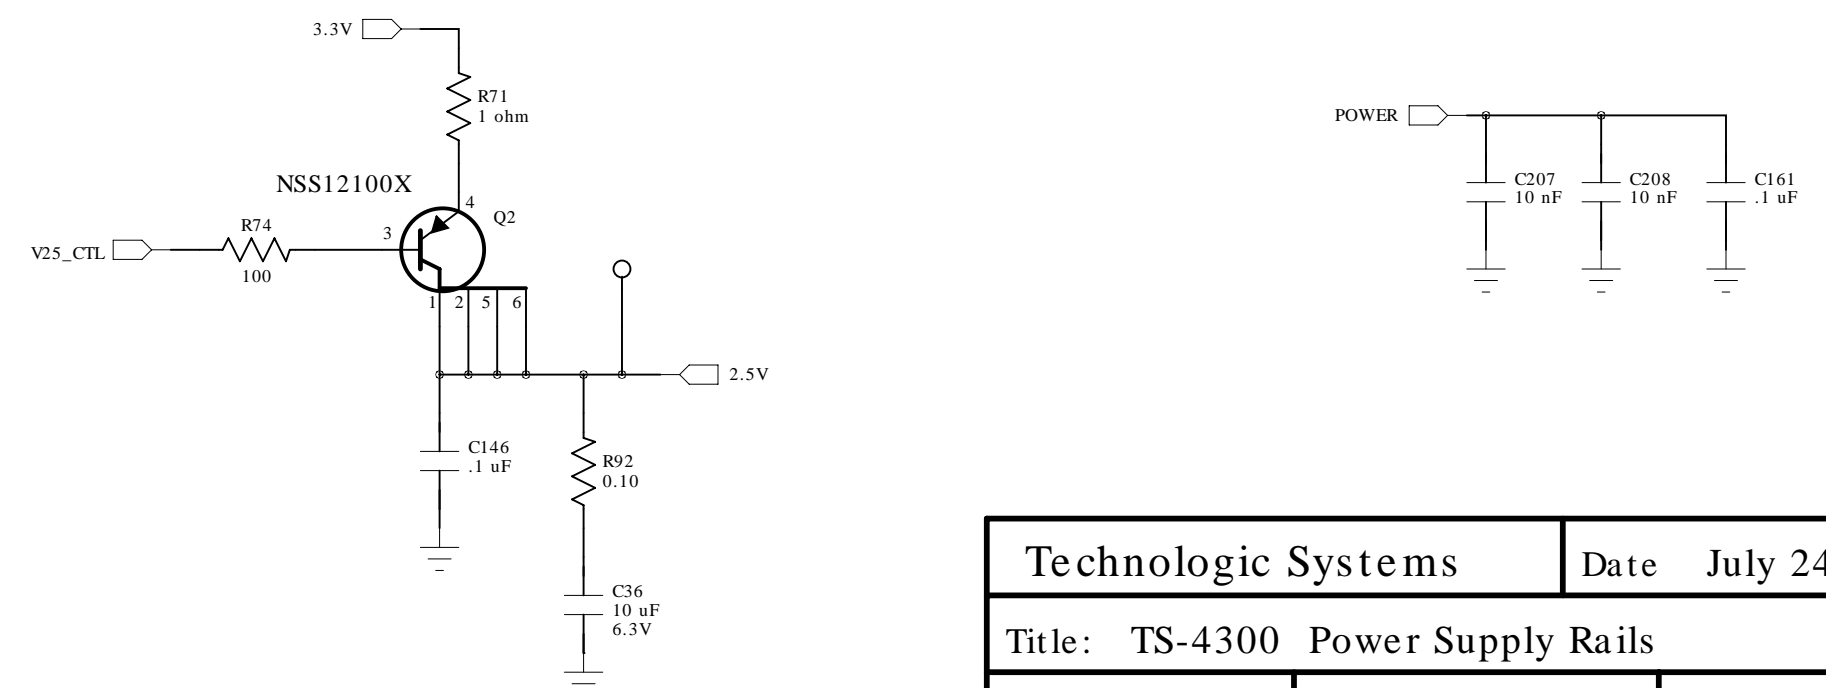 3.3V
R71
1 ohm
POWER
C207
10 nF
C208
10 nF
C161
.1 uF
NSS12100X
4
Q2
R74
3
V25_CTL
100
1 2 5 6
2.5V
C146
.1 uF
R92
0.10
C36
10 uF
6.3V
Technologic Systems
Date July 24
Title: TS-4300 Power Supply Rails